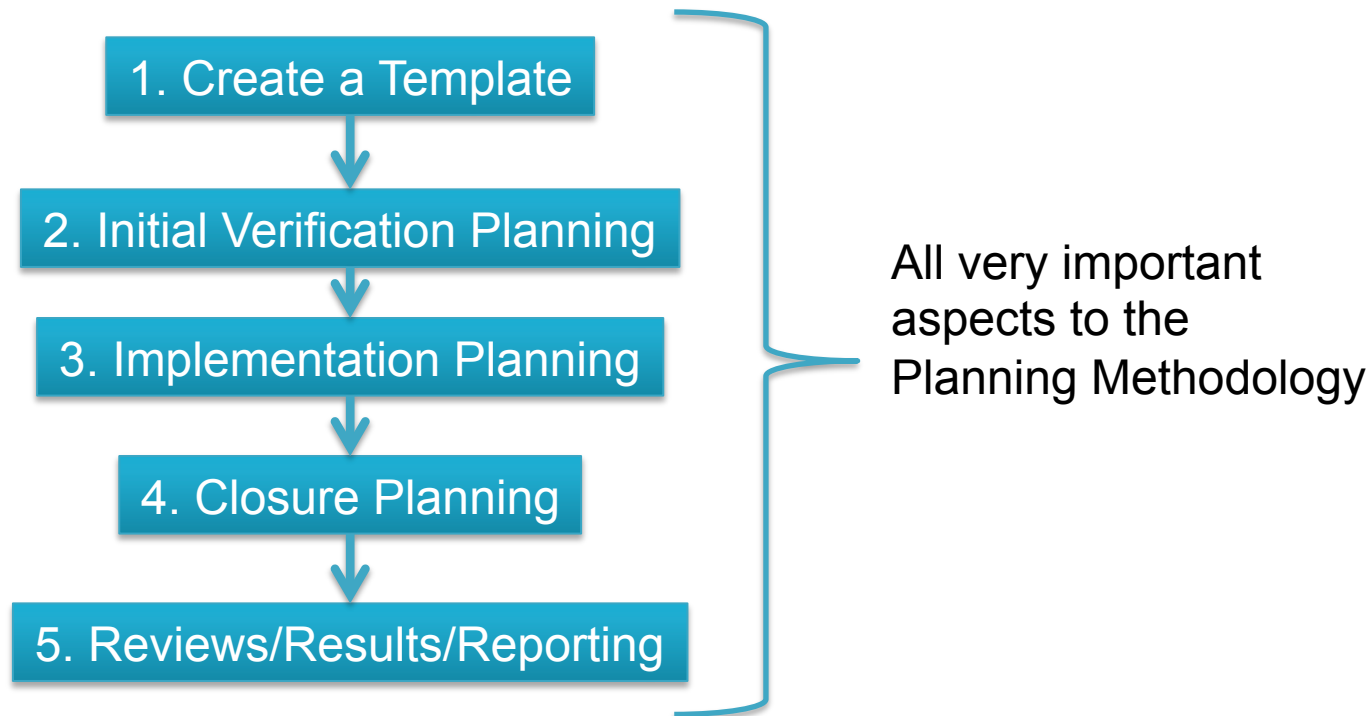 1. Create a Template
2. Initial Verification Planning
3. Implementation Planning
4. Closure Planning
5. Reviews/Results/Reporting
All very important
aspects to the
Planning Methodology